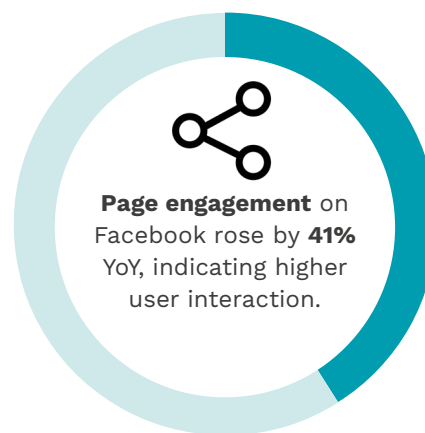 Page engagement on
Facebook rose by 41%
YoY, indicating higher
user interaction.